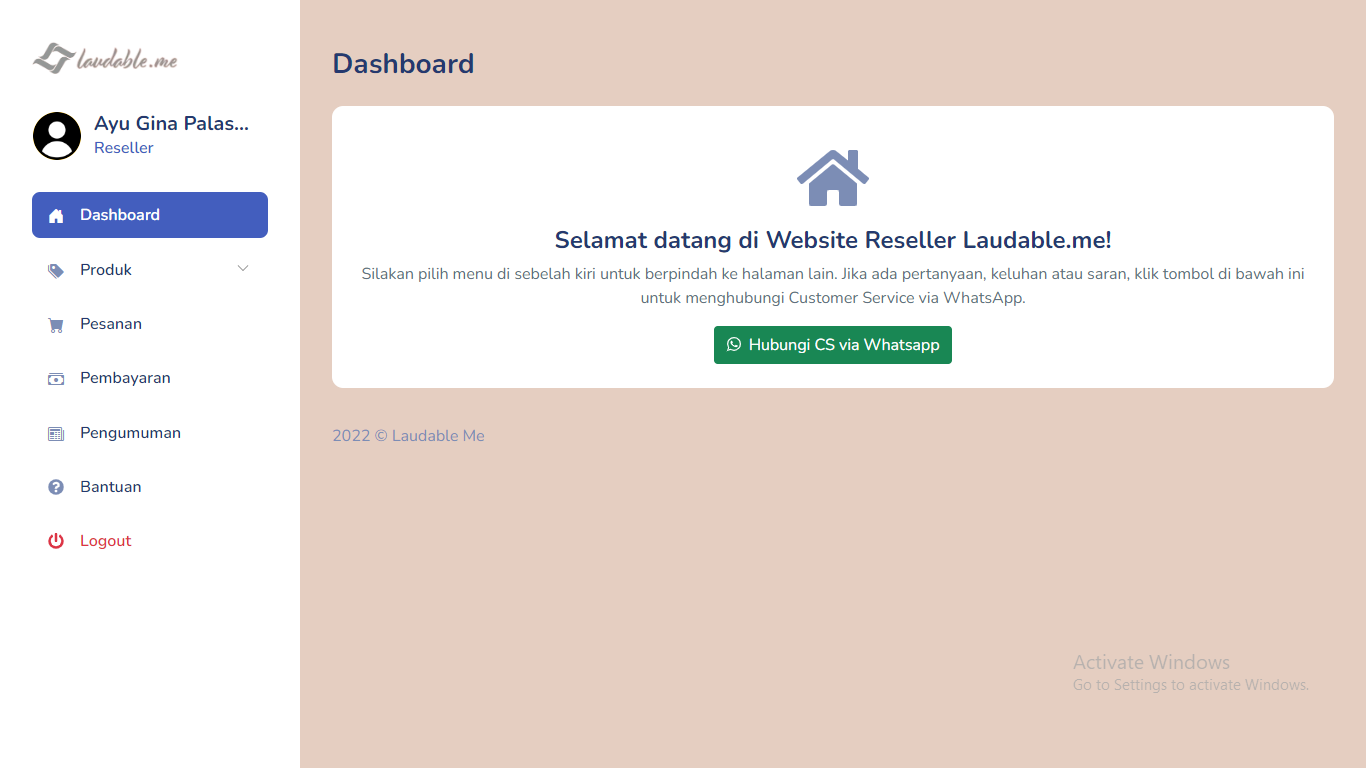 laudable.me
Ayu Gina Palas...
Reseller
Dashboard
Produk
Pesanan
Pembayaran
Pengumuman
Bantuan
Logout
Dashboard
Selamat datang di Website Reseller Laudable.me!
Silakan pilih menu di sebelah kiri untuk berpindah ke halaman lain. Jika ada pertanyaan, keluhan atau saran, klik tombol di bawah ini
untuk menghubungi Customer Service via WhatsApp.
Hubungi CS via Whatsapp
2022 © Laudable Me
Activate Windows
Go to Settings to activate Windows.